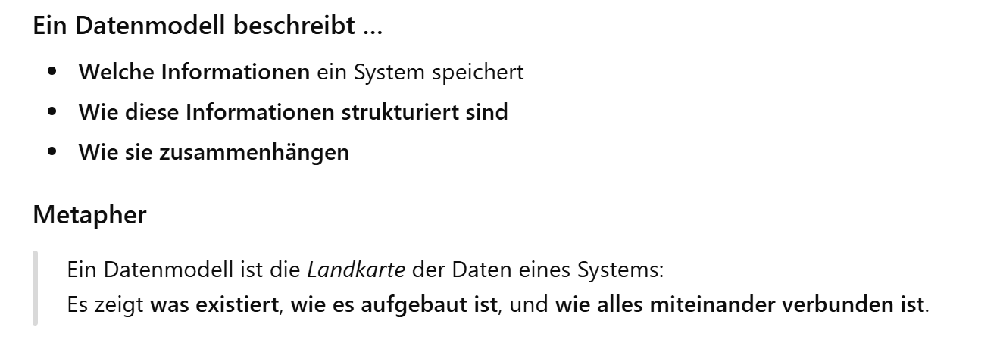 Ein Datenmodell beschreibt …
• Welche Informationen ein System speichert
• Wie diese Informationen strukturiert sind
• Wie sie zusammenhängen
Metapher
Ein Datenmodell ist die Landkarte der Daten eines Systems:
Es zeigt was existiert, wie es aufgebaut ist, und wie alles miteinander verbunden ist.